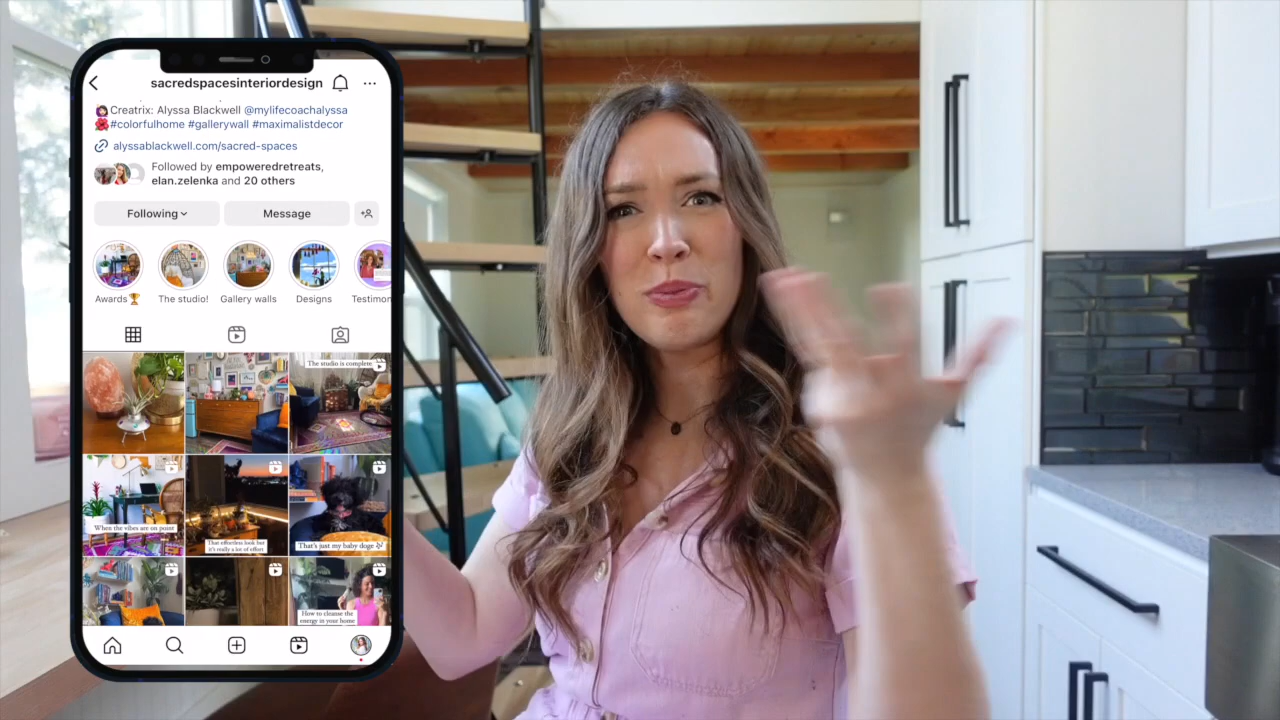 sacredspacesinteriordesign
Creatrix: Alyssa Blackwell @mylifecoachalyssa
#colorfulhome #gallerywall #maximalistdecor
alyssablackwell.com/sacred-spaces
Followed by empoweredretreats,
elan.zelenka and 20 others
Following
Message
Awards
The studio!
Gallery walls
Designs
Testimon
The studio is complete
When the vibes are on point
That effortless look but
it's really a lot of effort
That's just my baby doge
How to cleanse the
energy in your home